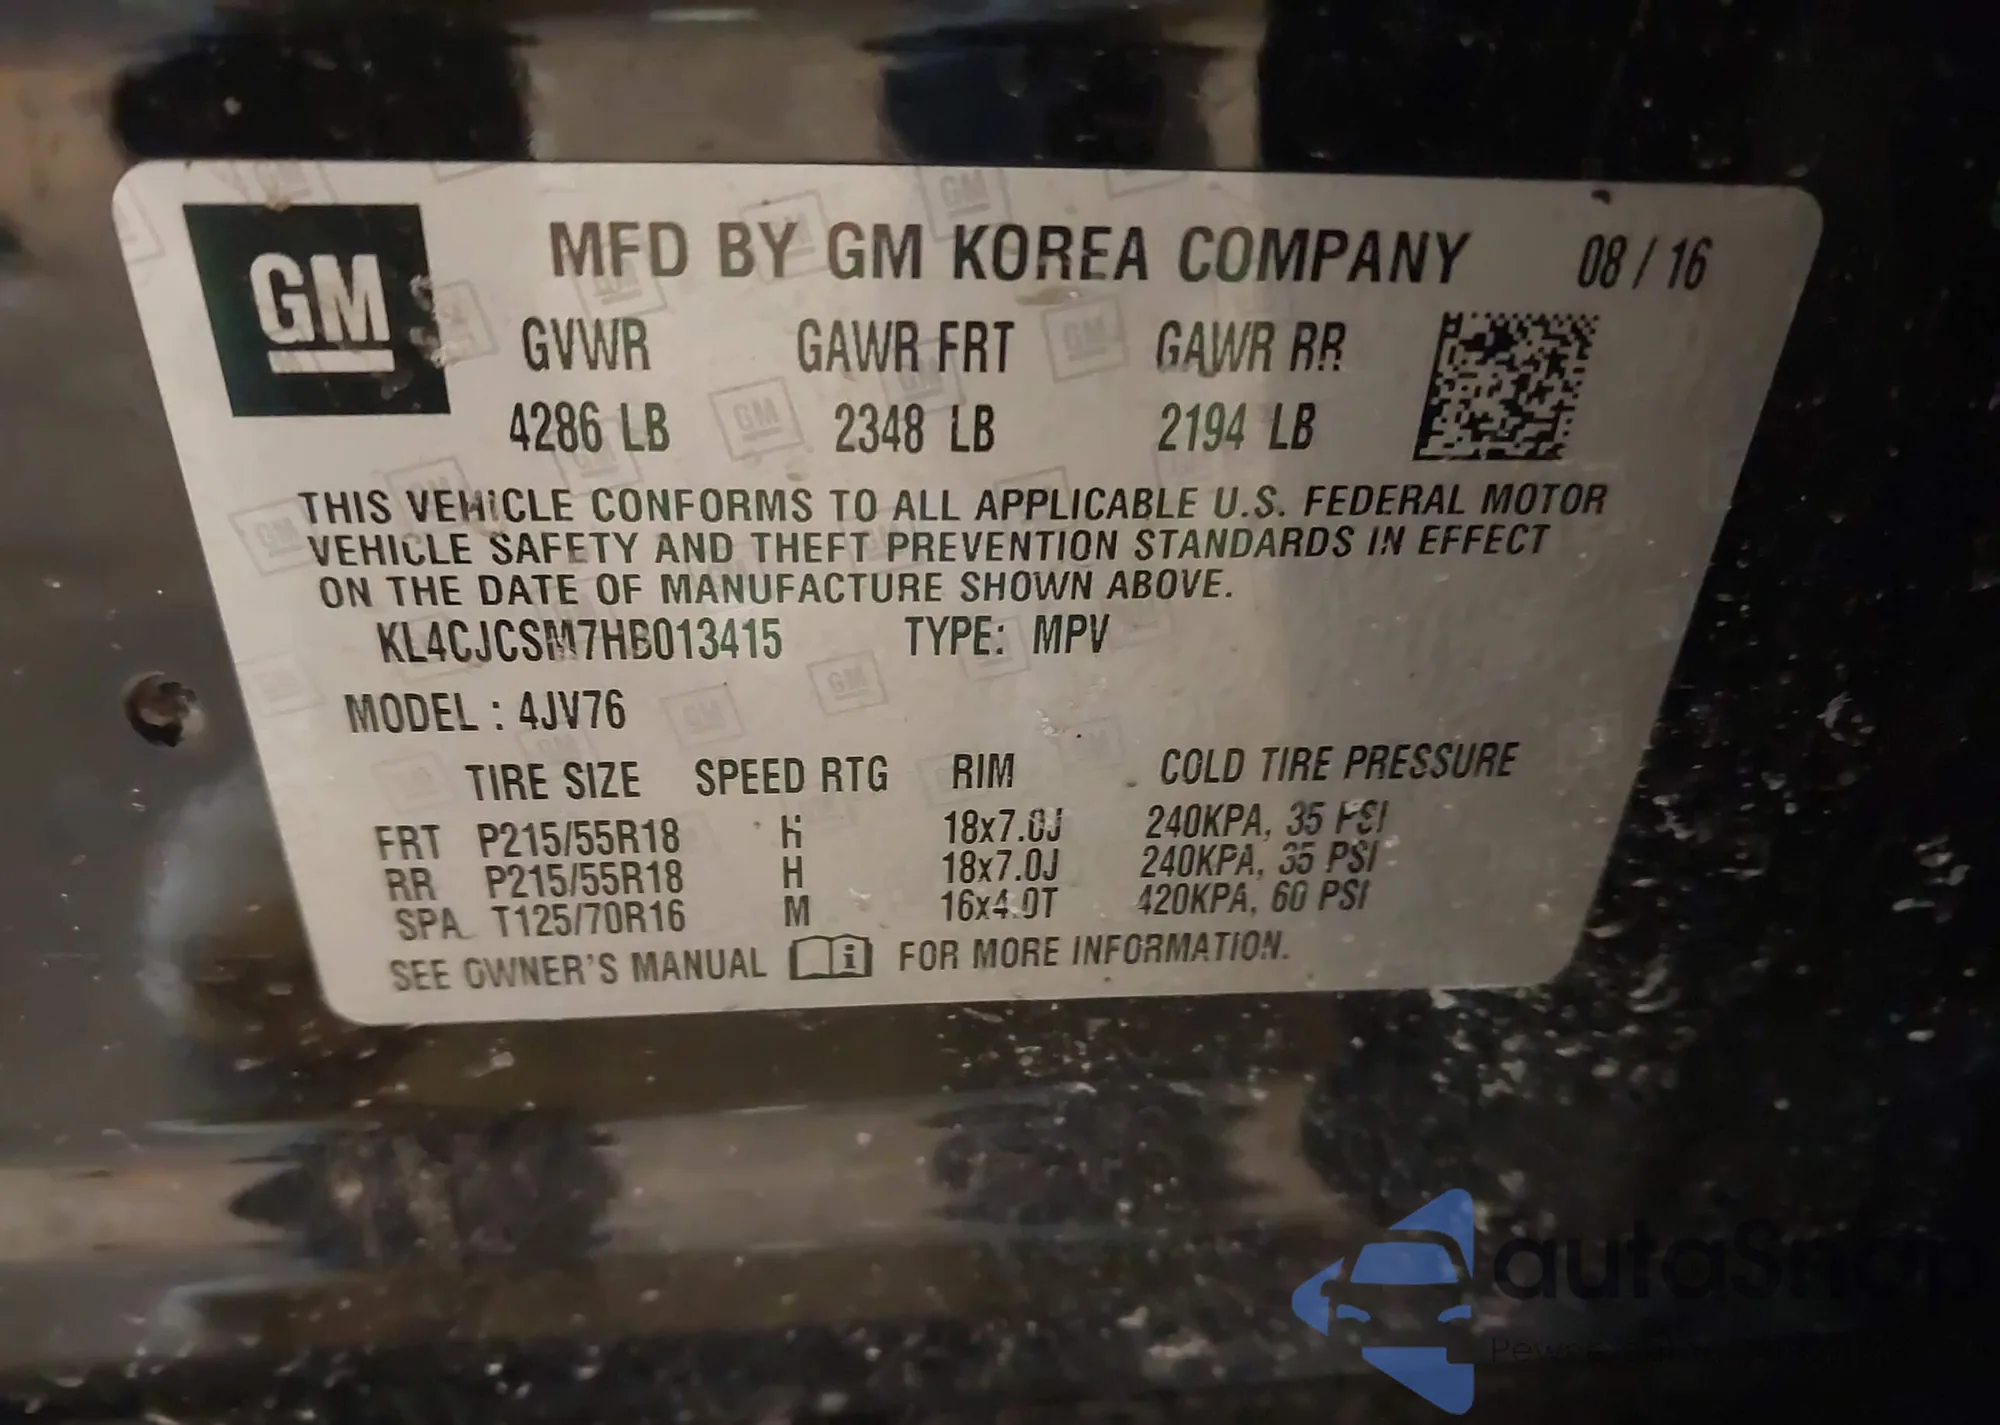 GM
MFD BY GM KOREA COMPANY 08 / 16
GVWR GAWR FRT GAWR RR
4286 LB 2348 LB 2194 LB
THIS VEHICLE CONFORMS TO ALL APPLICABLE U.S. FEDERAL MOTOR
VEHICLE SAFETY AND THEFT PREVENTION STANDARDS IN EFFECT
ON THE DATE OF MANUFACTURE SHOWN ABOVE.
KL4CJCSM7HB013415 TYPE: MPV
MODEL : 4JV76
TIRE SIZE SPEED RTG RIM COLD TIRE PRESSURE
FRT P215/55R18 H 18x7.0J 240KPA, 35 PSI
RR P215/55R18 H 18x7.0J 240KPA, 35 PSI
SPA T125/70R16 M 16x4.0T 420KPA, 60 PSI
SEE OWNER'S MANUAL FOR MORE INFORMATION.
autaSnap